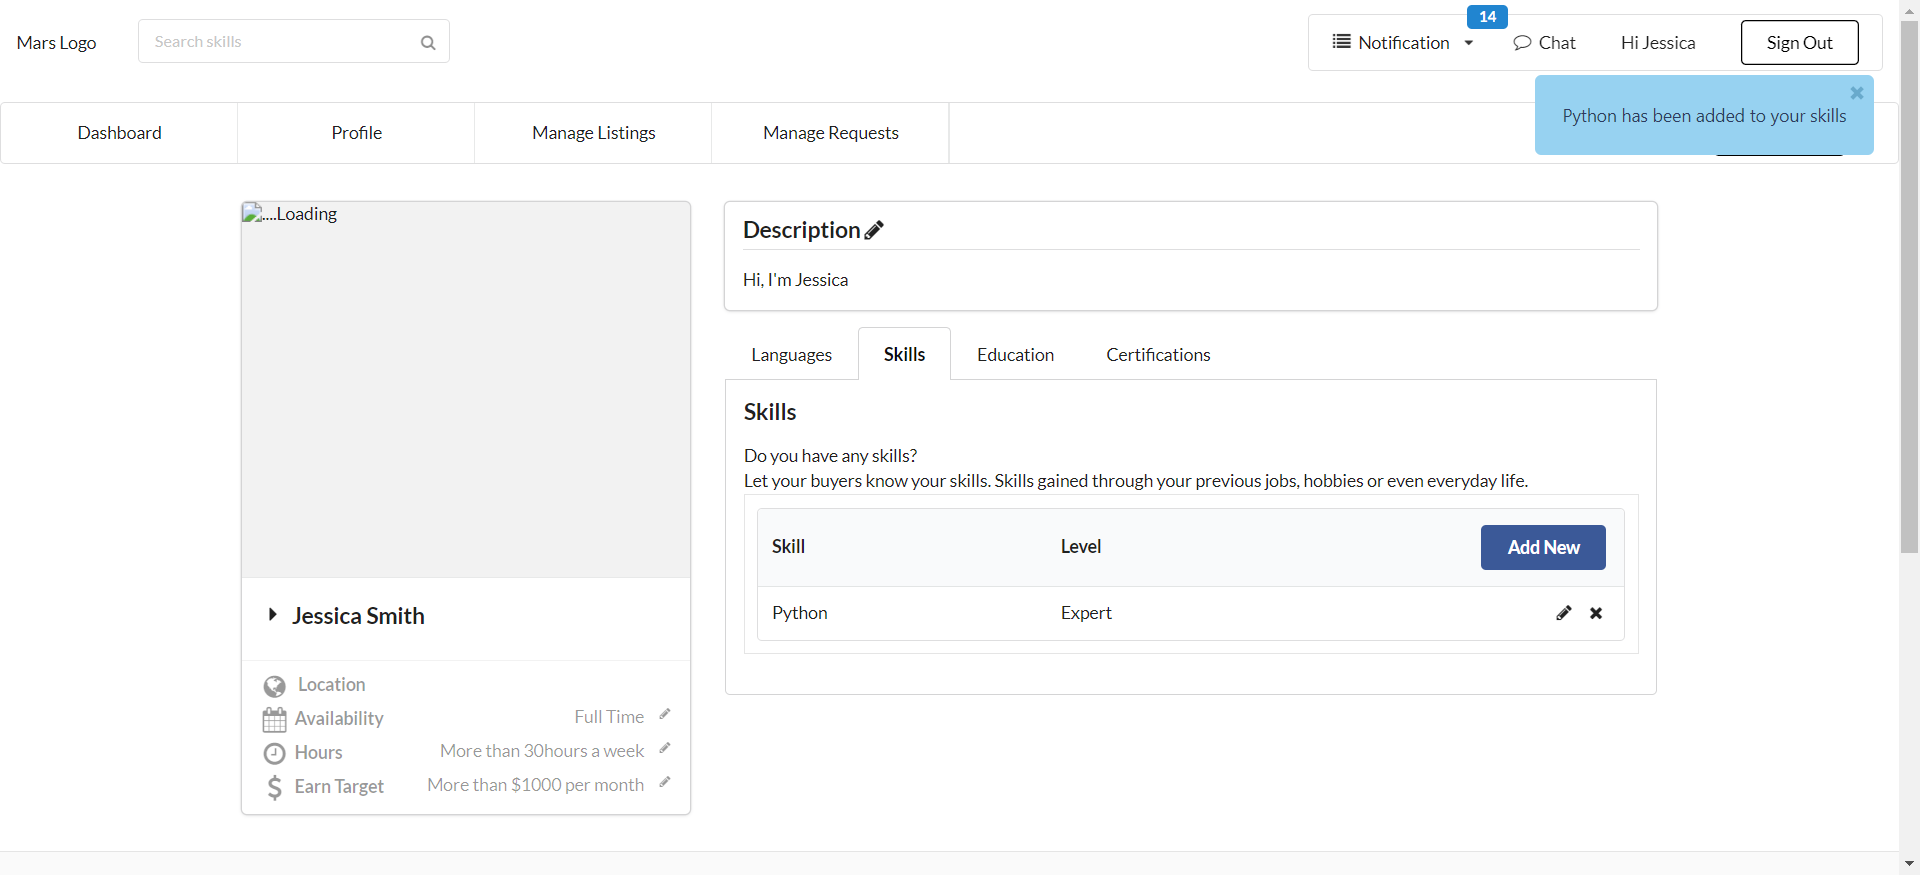 Mars Logo
Search skills
14
Notification
Chat
Hi Jessica
Sign Out
Python has been added to your skills
Dashboard
Profile
Manage Listings
Manage Requests
....Loading
Jessica Smith
Location
Availability
Full Time
Hours
More than 30hours a week
Earn Target
More than $1000 per month
Description
Hi, I'm Jessica
Languages
Skills
Education
Certifications
Skills
Do you have any skills?
Let your buyers know your skills. Skills gained through your previous jobs, hobbies or even everyday life.
Skill
Level
Add New
Python
Expert